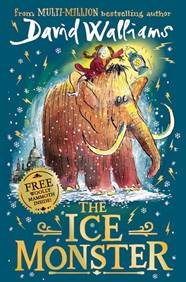 From MULTI-MILLION bestselling author
David Walliams
FREE
WOOLLY
MAMMOTH
INSIDE!
THE
ICE
MONSTER